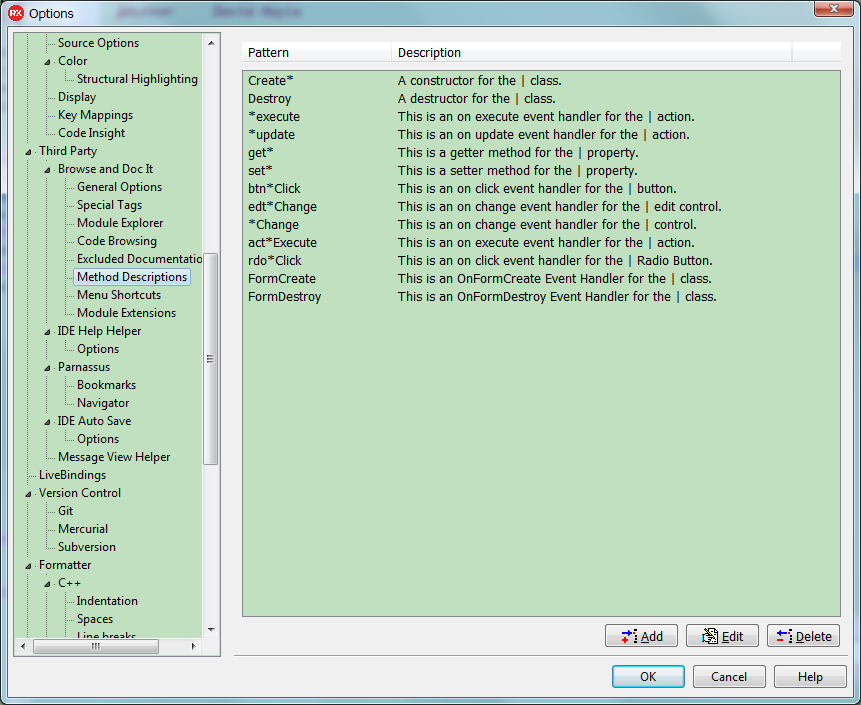 RX Options
Source Options
Color
Structural Highlighting
Display
Key Mappings
Code Insight
Third Party
Browse and Doc It
General Options
Special Tags
Module Explorer
Code Browsing
Excluded Documentatio
Method Descriptions
Menu Shortcuts
Module Extensions
IDE Help Helper
Options
Parnassus
Bookmarks
Navigator
IDE Auto Save
Options
Message View Helper
LiveBindings
Version Control
Git
Mercurial
Subversion
Formatter
C++
Indentation
Spaces
Line breaks
Pattern Description
Create* A constructor for the | class.
Destroy A destructor for the | class.
*execute This is an on execute event handler for the | action.
*update This is an on update event handler for the | action.
get* This is a getter method for the | property.
set* This is a setter method for the | property.
btn*Click This is an on click event handler for the | button.
edt*Change This is an on change event handler for the | edit control.
*Change This is an on change event handler for the | control.
act*Execute This is an on execute event handler for the | action.
rdo*Click This is an on click event handler for the | Radio Button.
FormCreate This is an OnFormCreate Event Handler for the | class.
FormDestroy This is an OnFormDestroy Event Handler for the | class.
Add Edit Delete
OK Cancel Help